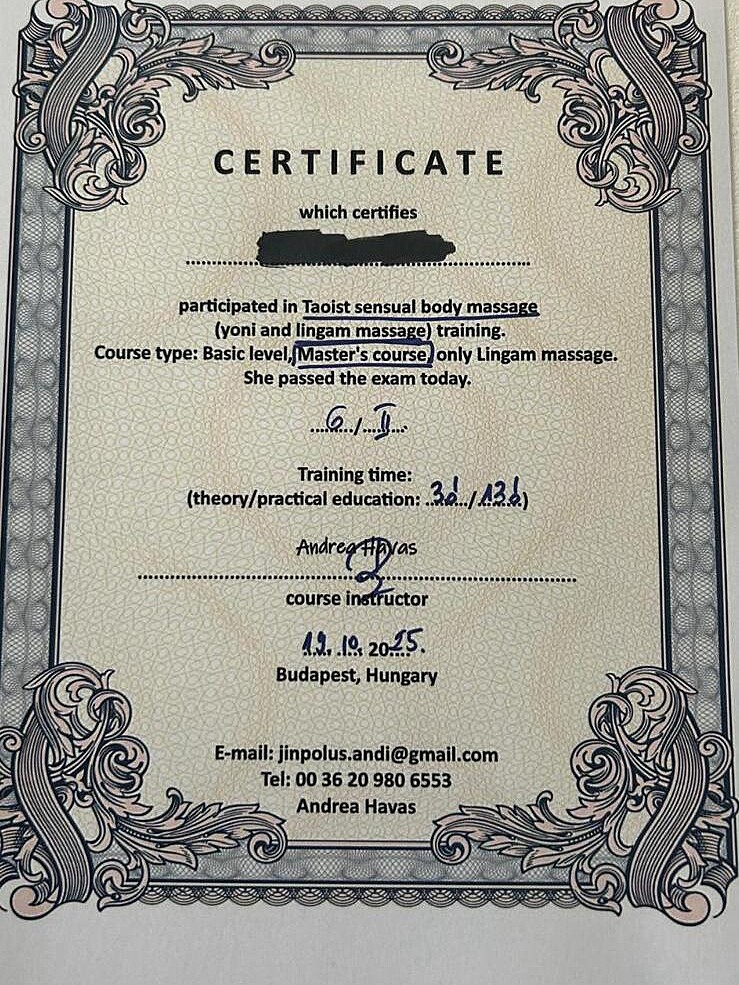 CERTIFICATE
which certifies
participated in Taoist sensual body massage
(yoni and lingam massage) training.
Course type: Basic level, Master's course, only Lingam massage.
She passed the exam today.
6./.II.
Training time:
(theory/practical education: 3d/13d)
Andrea Havas
course instructor
19. 10. 2025.
Budapest, Hungary
E-mail: jinpolus.andi@gmail.com
Tel: 00 36 20 980 6553
Andrea Havas